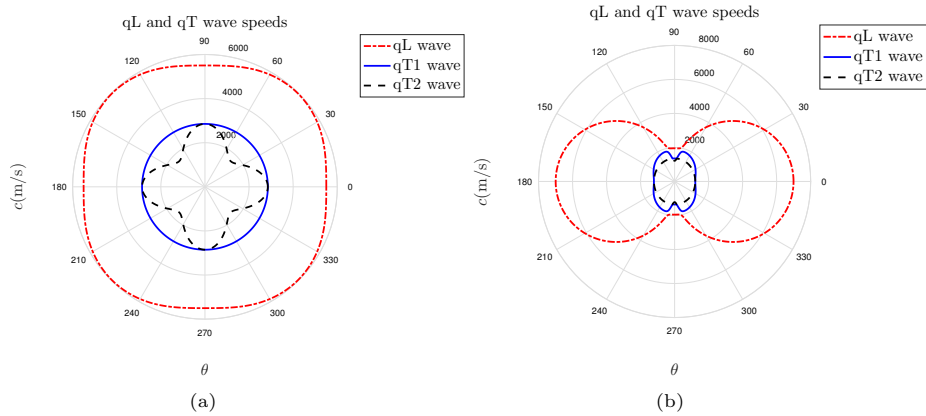 qL and qT wave speeds
90
6000
60
120
4000
30
150
2000
0
180
330
210
300
240
270
c(m/s)
θ
qL wave
qT1 wave
qT2 wave
(a)
qL and qT wave speeds
90
8000
60
120
6000
4000
30
150
2000
0
180
330
210
300
240
270
c(m/s)
θ
qL wave
qT1 wave
qT2 wave
(b)